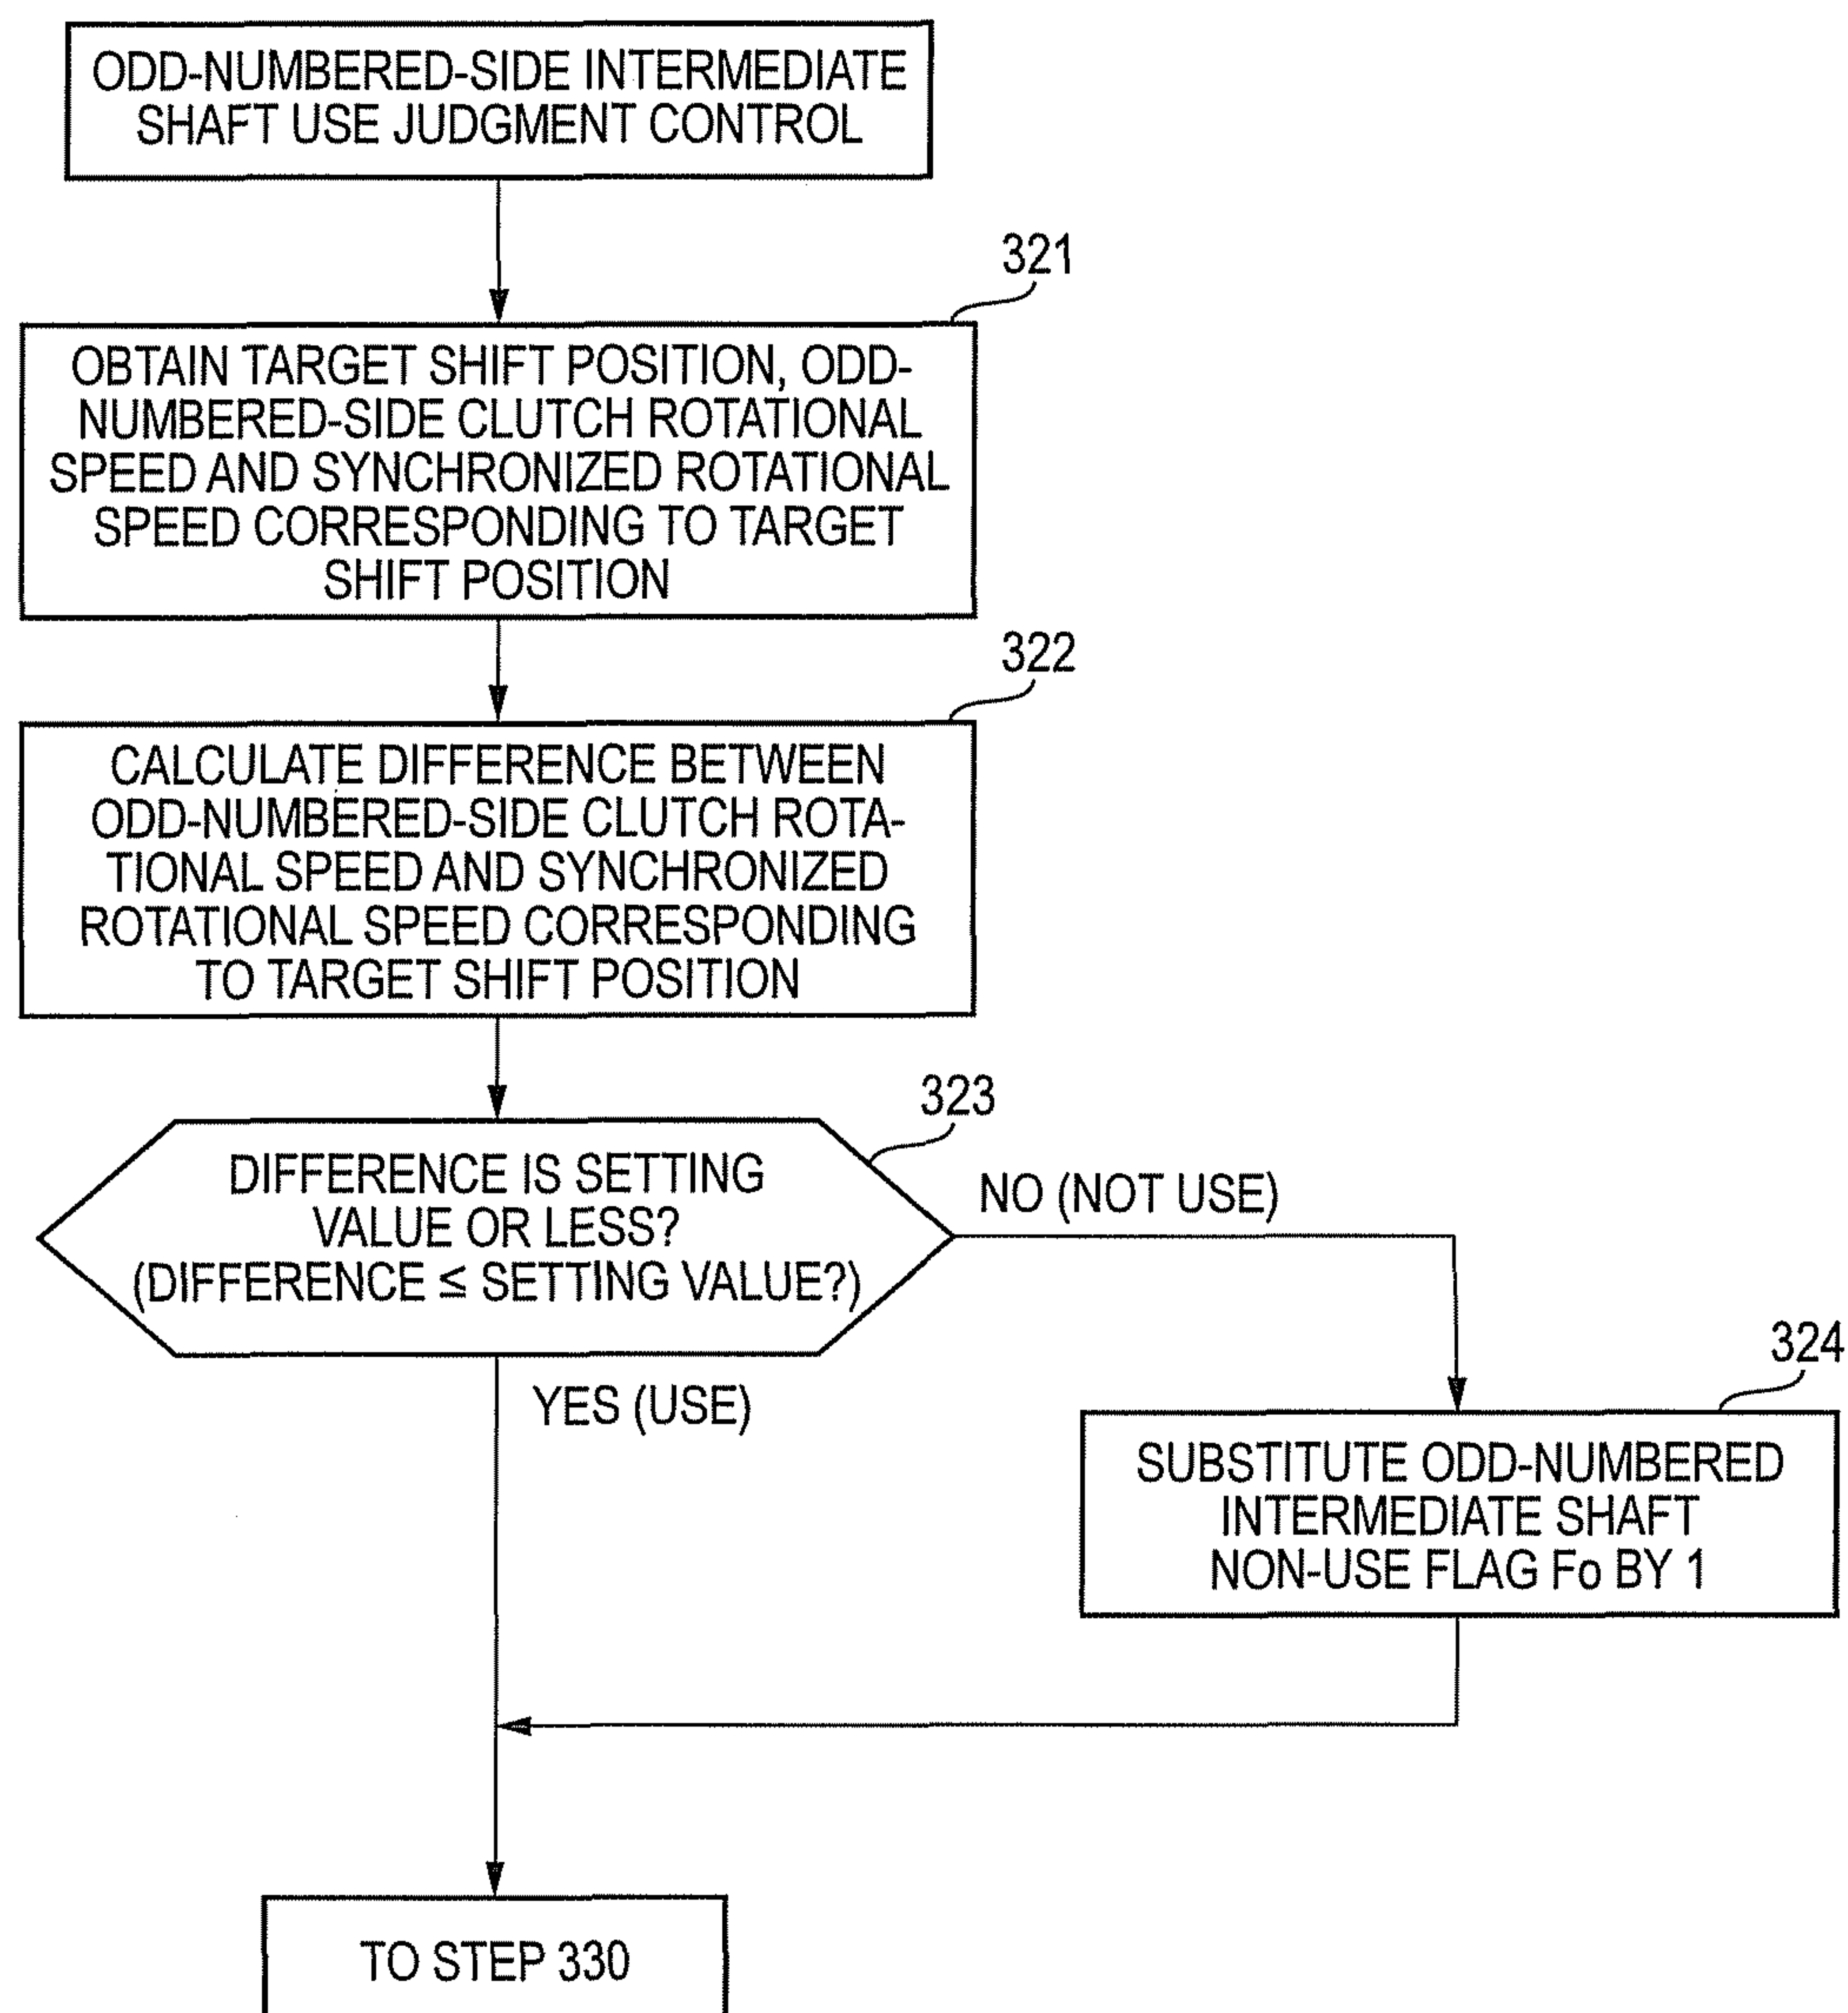 ODD-NUMBERED-SIDE INTERMEDIATE
SHAFT USE JUDGMENT CONTROL
321
OBTAIN TARGET SHIFT POSITION, ODD-
NUMBERED-SIDE CLUTCH ROTATIONAL
SPEED AND SYNCHRONIZED ROTATIONAL
SPEED CORRESPONDING TO TARGET
SHIFT POSITION
322
CALCULATE DIFFERENCE BETWEEN
ODD-NUMBERED-SIDE CLUTCH ROTA-
TIONAL SPEED AND SYNCHRONIZED
ROTATIONAL SPEED CORRESPONDING
TO TARGET SHIFT POSITION
323
DIFFERENCE IS SETTING
VALUE OR LESS?
(DIFFERENCE ≤ SETTING VALUE?)
NO (NOT USE)
YES (USE)
324
SUBSTITUTE ODD-NUMBERED
INTERMEDIATE SHAFT
NON-USE FLAG Fo BY 1
TO STEP 330